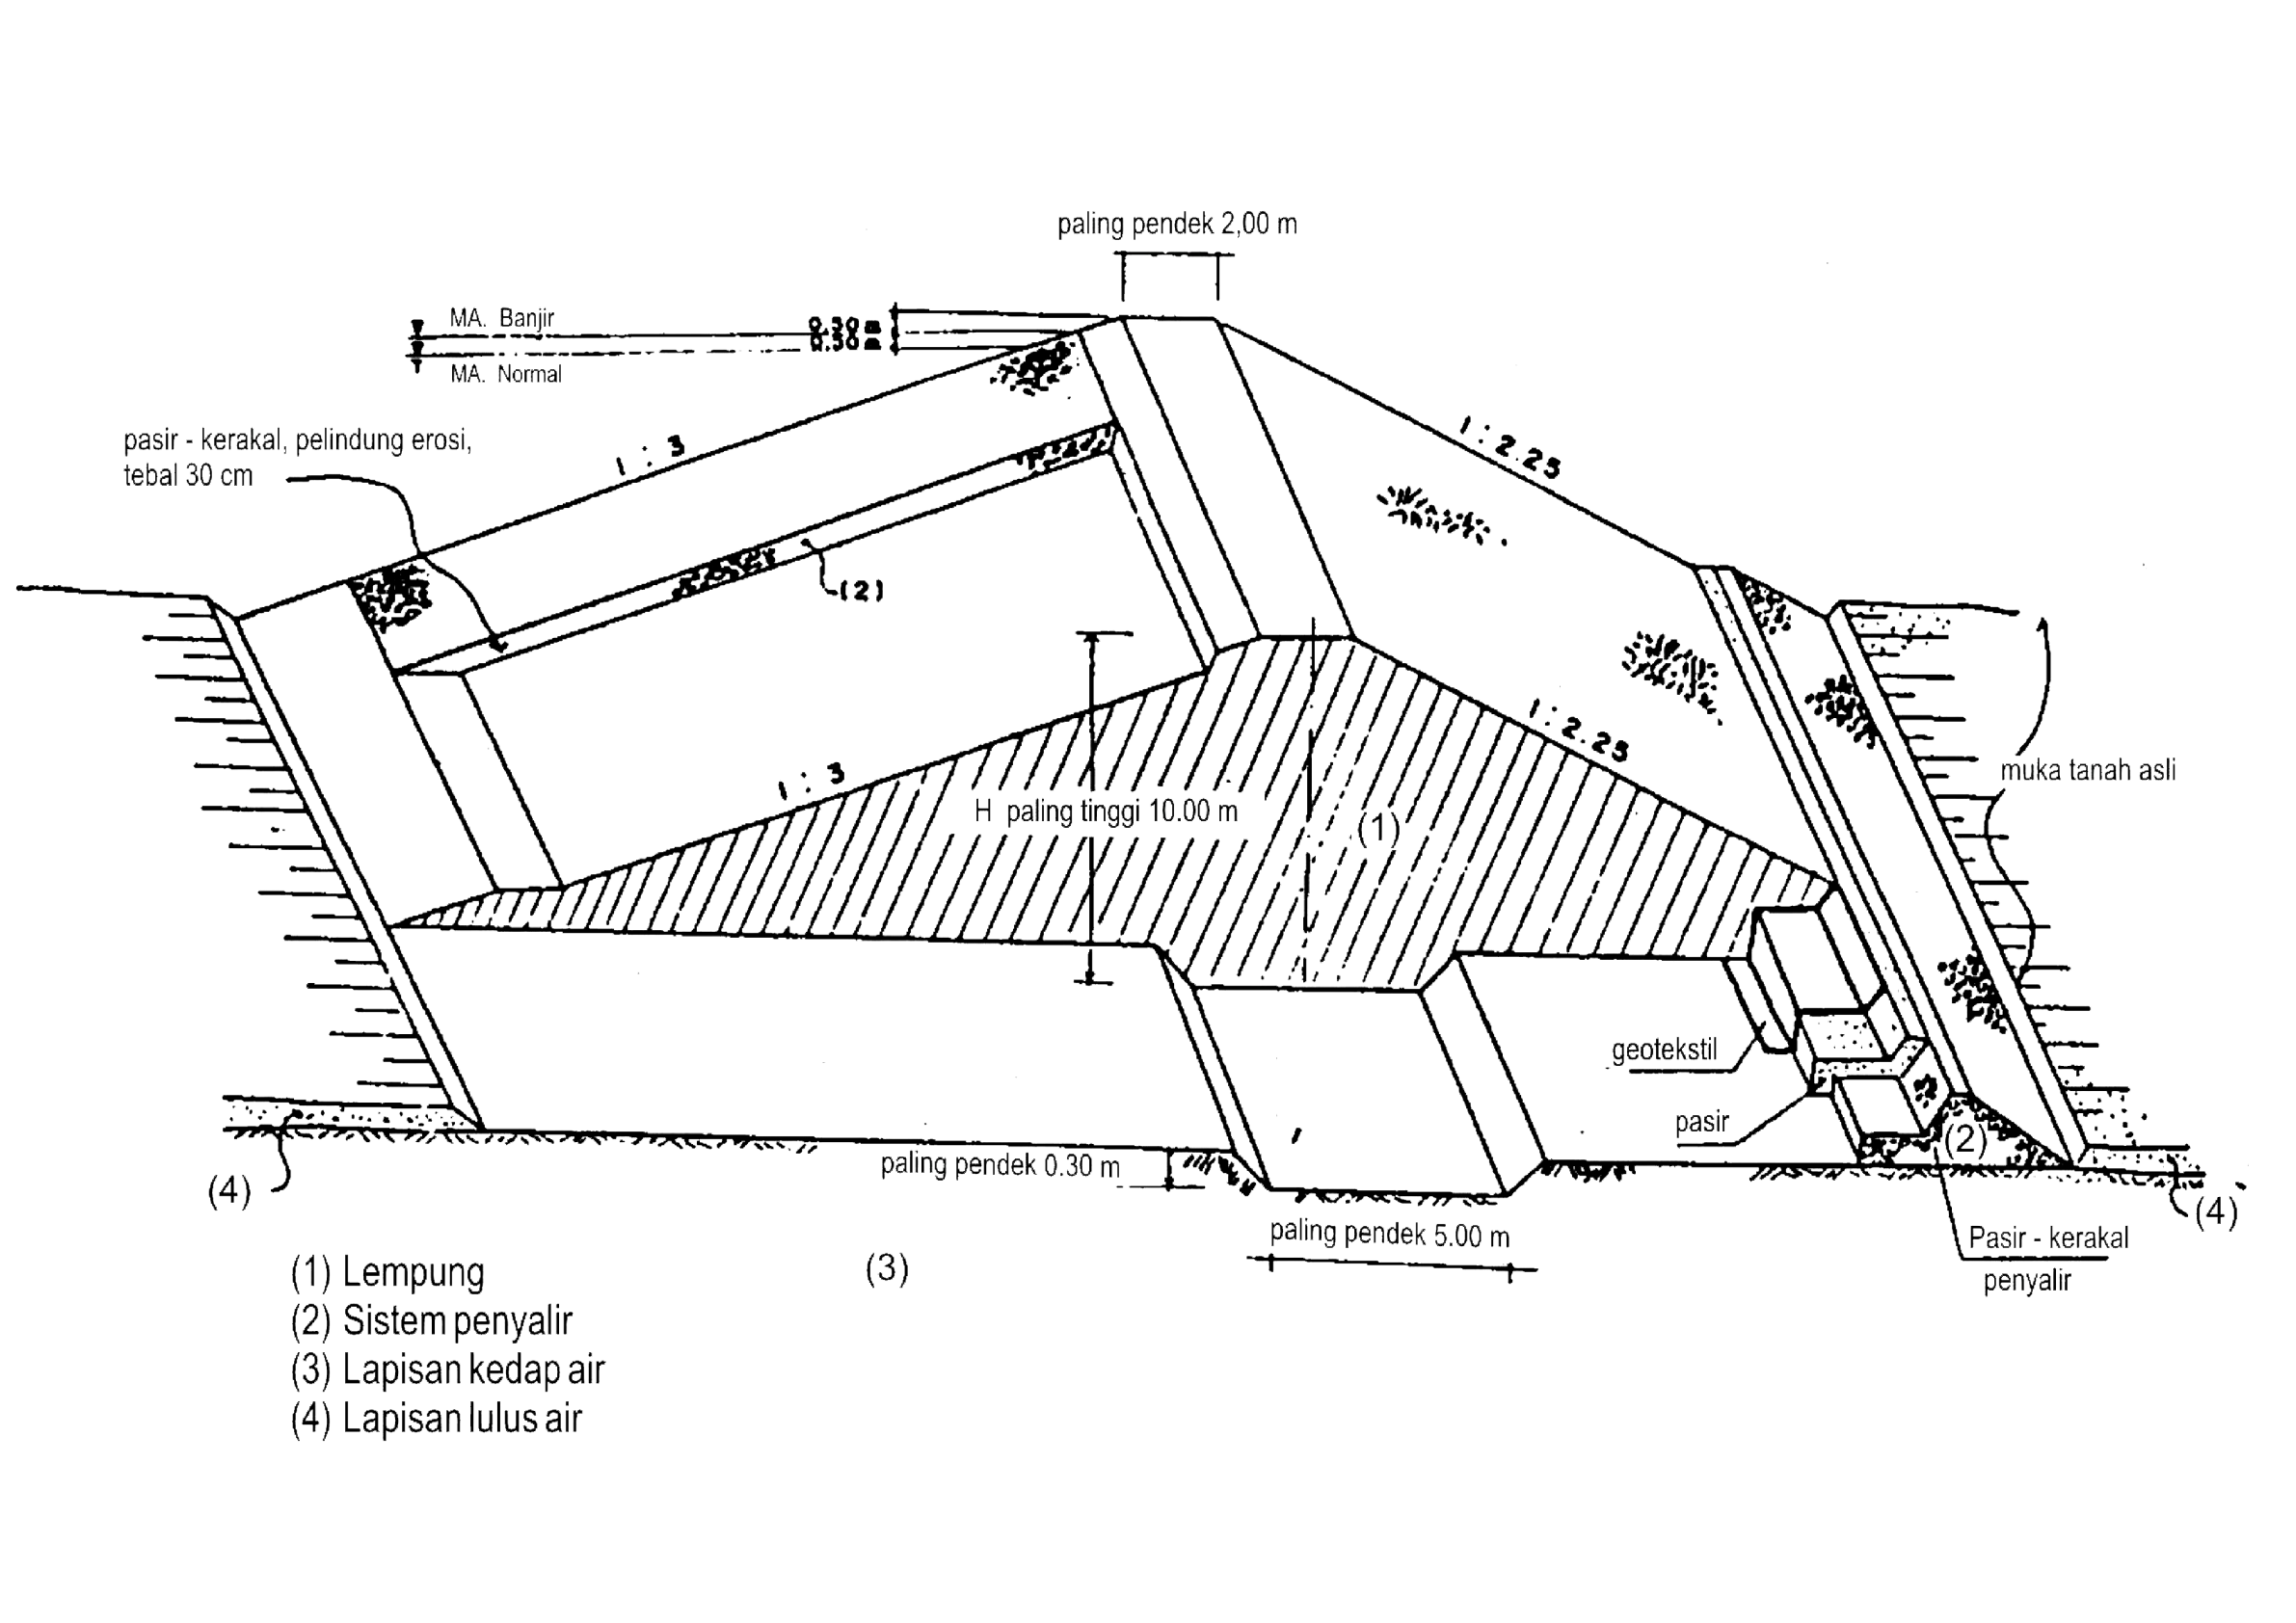 paling pendek 2,00 m
MA. Banjir
0.50 m
0.50 m
MA. Normal
pasir - kerakal, pelindung erosi,
tebal 30 cm
1 : 3
1 : 2.25
(2)
1 : 3
1 : 2.25
H paling tinggi 10.00 m
(1)
muka tanah asli
geotekstil
pasir
(2)
paling pendek 0.30 m
(4)
(4)
paling pendek 5.00 m
Pasir - kerakal
penyalir
(3)
(1) Lempung
(2) Sistem penyalir
(3) Lapisan kedap air
(4) Lapisan lulus air